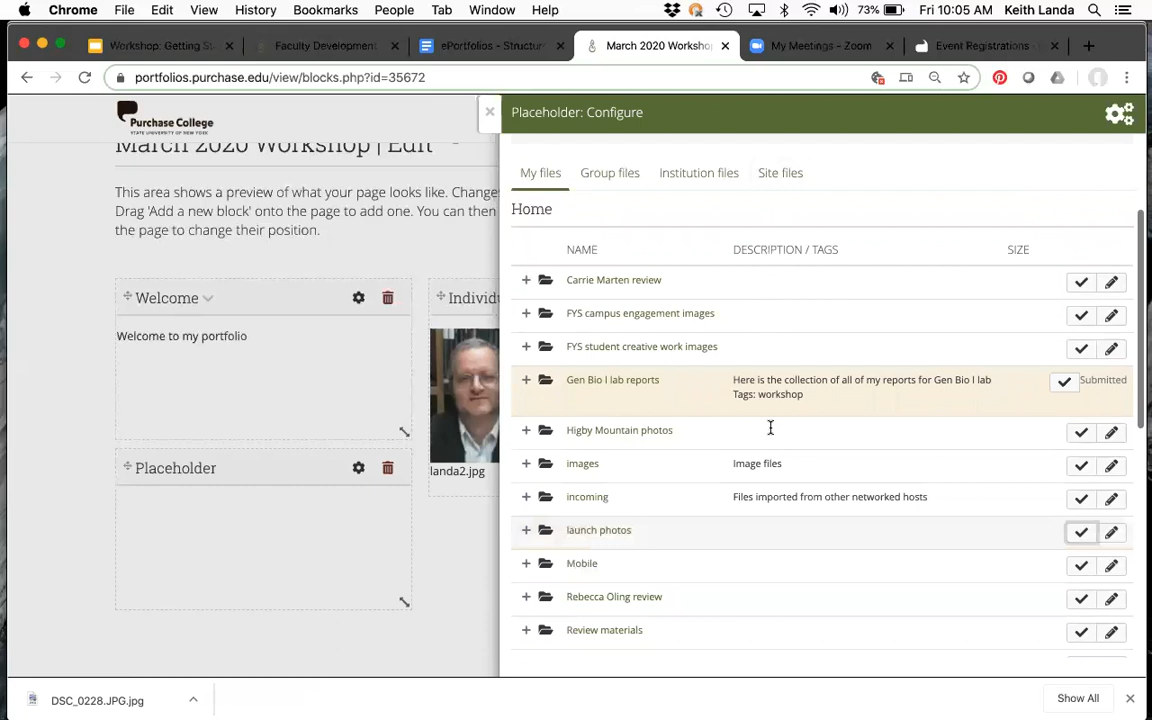 Chrome File Edit View History Bookmarks People Tab Window Help 73% Fri 10:05 AM Keith Landa
Workshop: Getting St Faculty Development ePortfolios - Structur March 2020 Worksho My Meetings - Zoom Event Registrations -
portfolios.purchase.edu/view/blocks.php?id=35672
Purchase College
STATE UNIVERSITY OF NEW YORK
March 2020 Workshop | Edit
This area shows a preview of what your page looks like. Change
Drag 'Add a new block' onto the page to add one. You can then
the page to change their position.
Welcome
Welcome to my portfolio
Placeholder
Individ
landa2.jpg
Placeholder: Configure
My files Group files Institution files Site files
Home
NAME DESCRIPTION / TAGS SIZE
Carrie Marten review
FYS campus engagement images
FYS student creative work images
Gen Bio I lab reports Here is the collection of all of my reports for Gen Bio I lab Submitted
Tags: workshop
Higby Mountain photos
images Image files
incoming Files imported from other networked hosts
launch photos
Mobile
Rebecca Oling review
Review materials
DSC_0228.JPG.jpg Show All